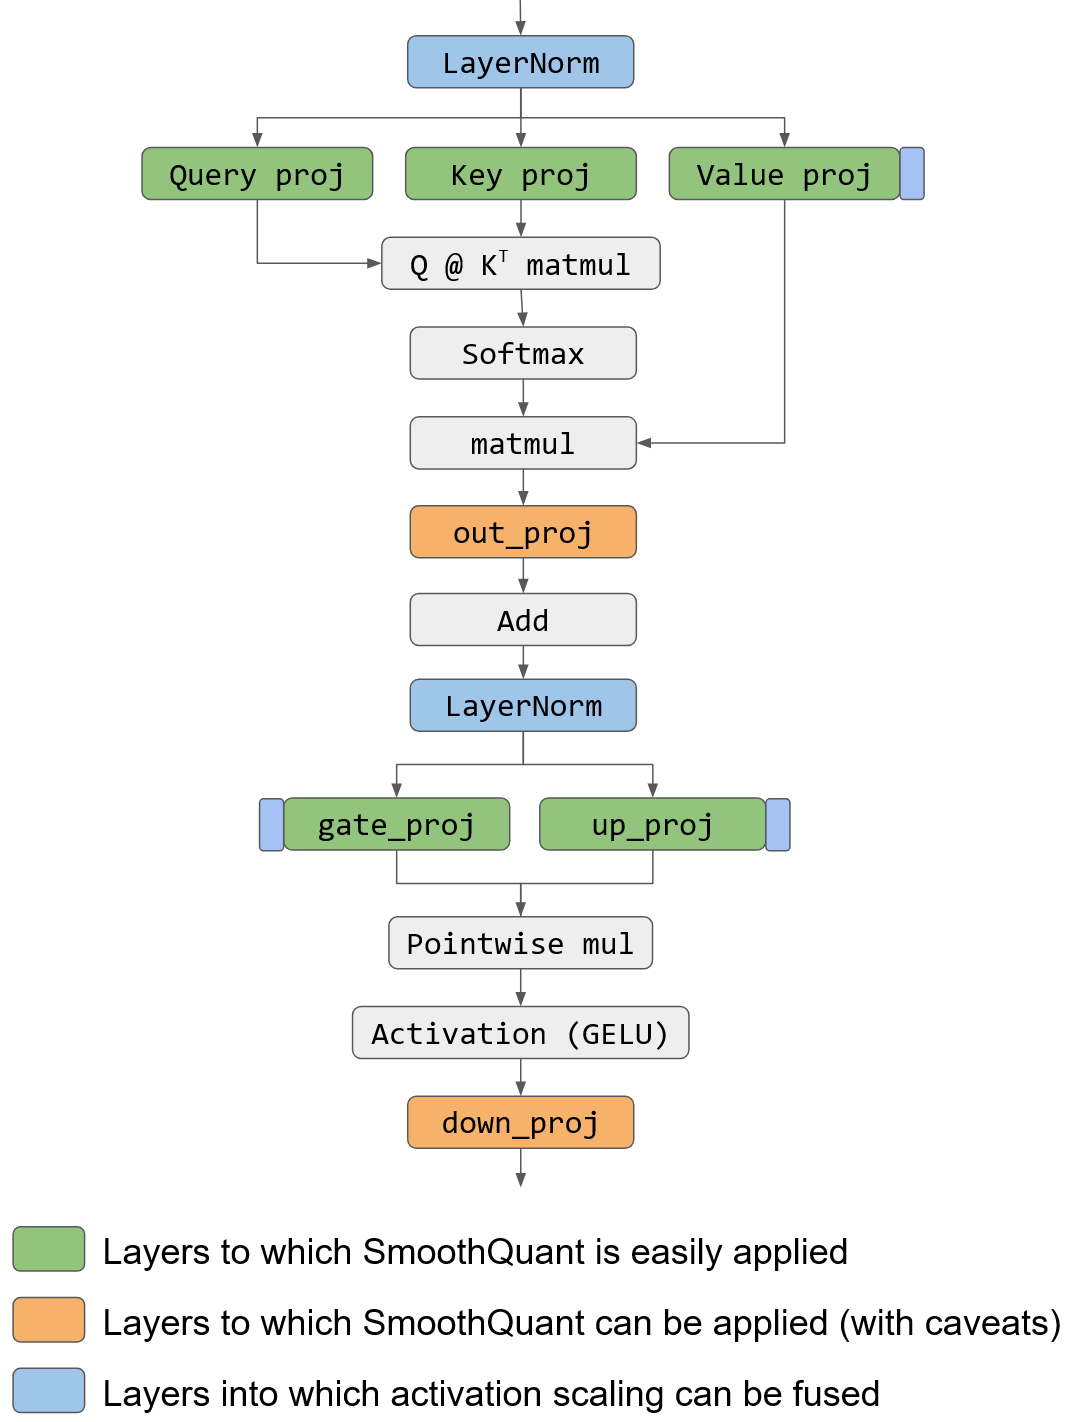 LayerNorm
Query proj
Key proj
Value proj
Q @ Kᵀ matmul
Softmax
matmul
out_proj
Add
LayerNorm
gate_proj
up_proj
Pointwise mul
Activation (GELU)
down_proj
Layers to which SmoothQuant is easily applied
Layers to which SmoothQuant can be applied (with caveats)
Layers into which activation scaling can be fused